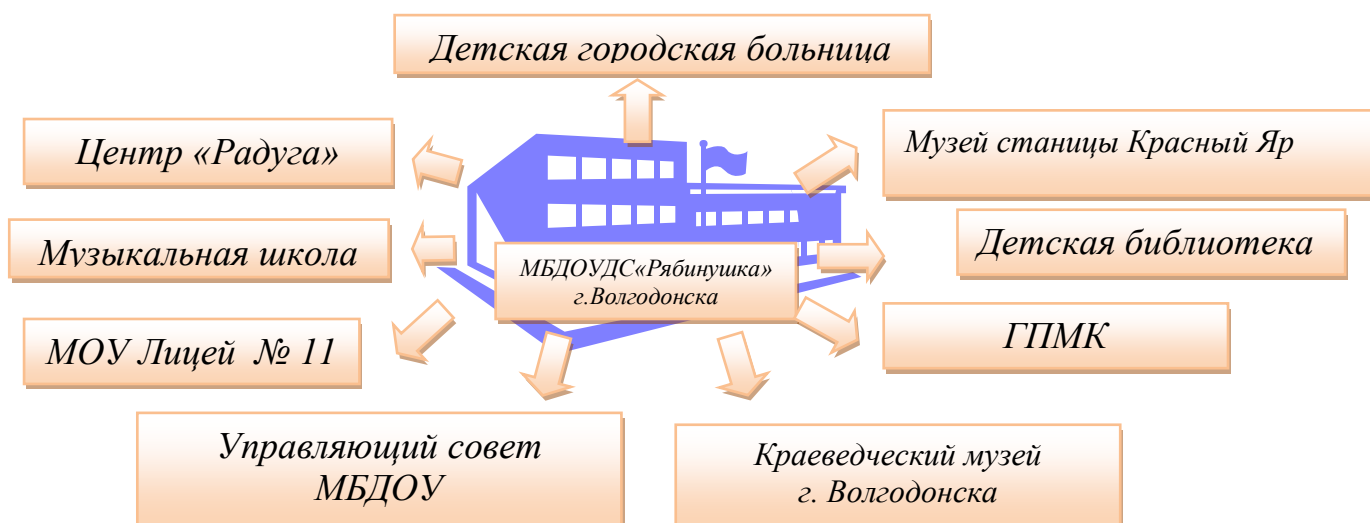 Детская городская больница
Центр «Радуга»
Музей станицы Красный Яр
Музыкальная школа
Детская библиотека
МБДОУДС«Рябинушка»
г.Волгодонска
МОУ Лицей № 11
ГПМК
Управляющий совет
МБДОУ
Краеведческий музей
г. Волгодонска